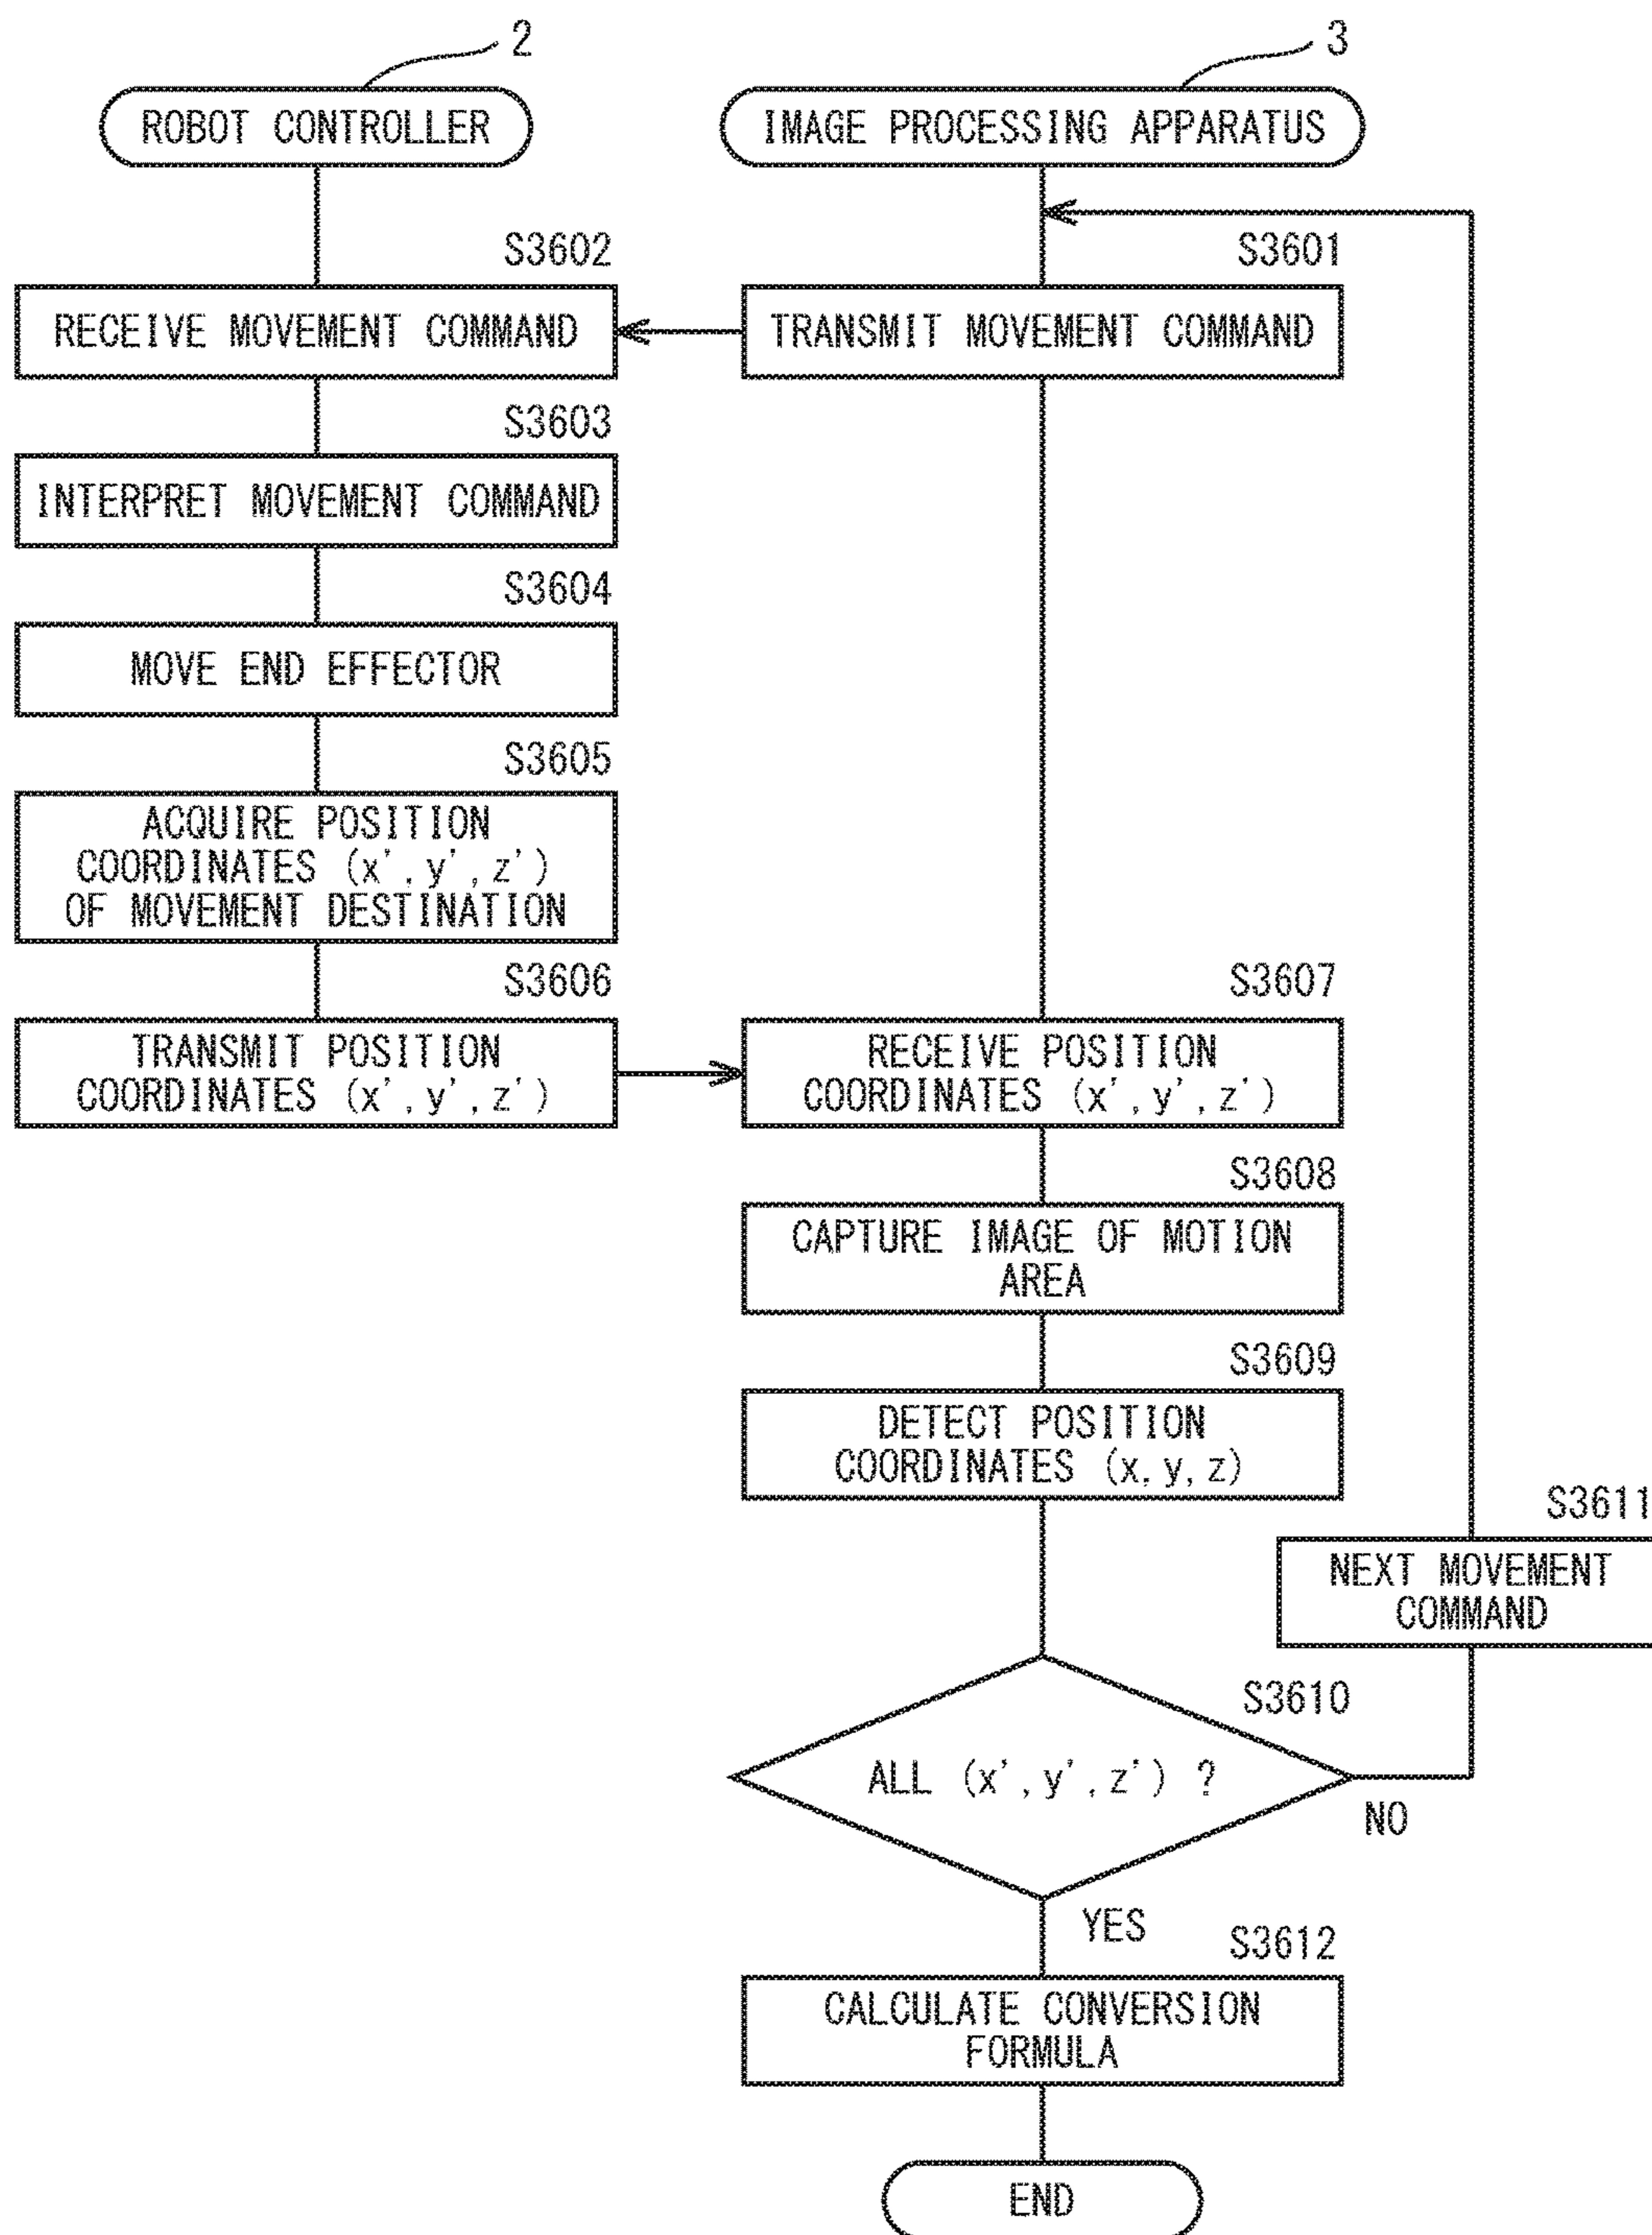 2
3
ROBOT CONTROLLER
IMAGE PROCESSING APPARATUS
S3602
S3601
RECEIVE MOVEMENT COMMAND
TRANSMIT MOVEMENT COMMAND
S3603
INTERPRET MOVEMENT COMMAND
S3604
MOVE END EFFECTOR
S3605
ACQUIRE POSITION
COORDINATES (x', y', z')
OF MOVEMENT DESTINATION
S3606
TRANSMIT POSITION
COORDINATES (x', y', z')
S3607
RECEIVE POSITION
COORDINATES (x', y', z')
S3608
CAPTURE IMAGE OF MOTION
AREA
S3609
DETECT POSITION
COORDINATES (x, y, z)
S3611
NEXT MOVEMENT
COMMAND
S3610
ALL (x', y', z') ?
NO
YES
S3612
CALCULATE CONVERSION
FORMULA
END